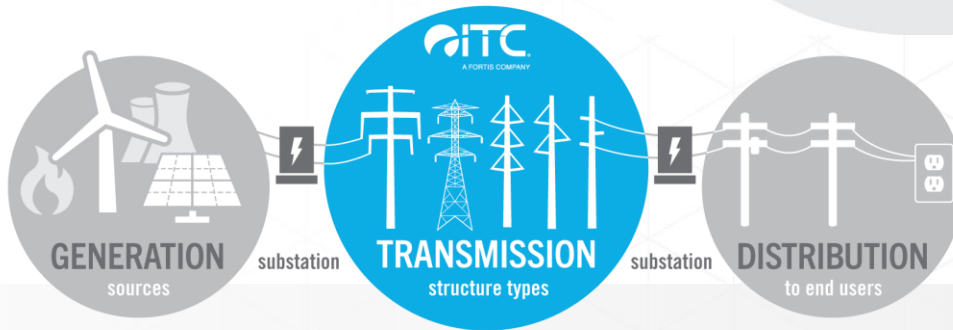 ITC®
A FORTIS COMPANY
GENERATION
sources
substation
TRANSMISSION
structure types
substation
DISTRIBUTION
to end users